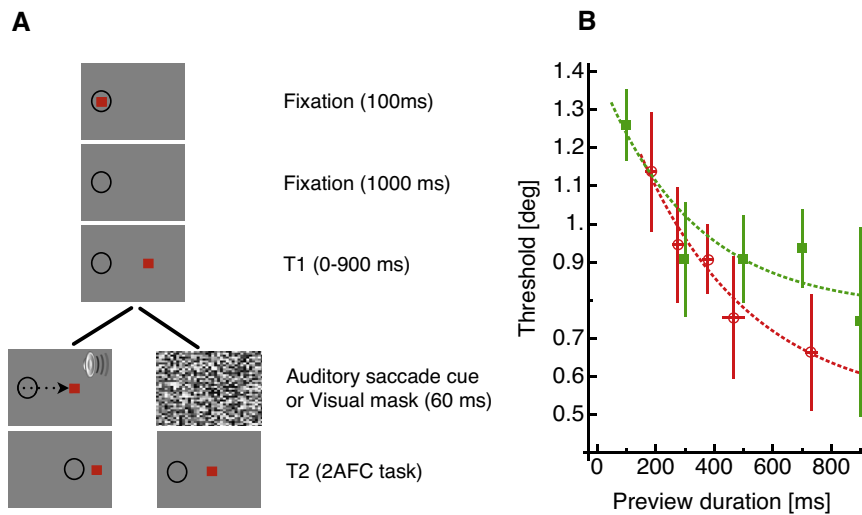 A
Fixation (100ms)
Fixation (1000 ms)
T1 (0-900 ms)
Auditory saccade cue
or Visual mask (60 ms)
T2 (2AFC task)
B
1.4
1.3
1.2
1.1
1.
0.9
0.8
0.7
0.6
0.5
Threshold [deg]
0 200 400 600 800
Preview duration [ms]